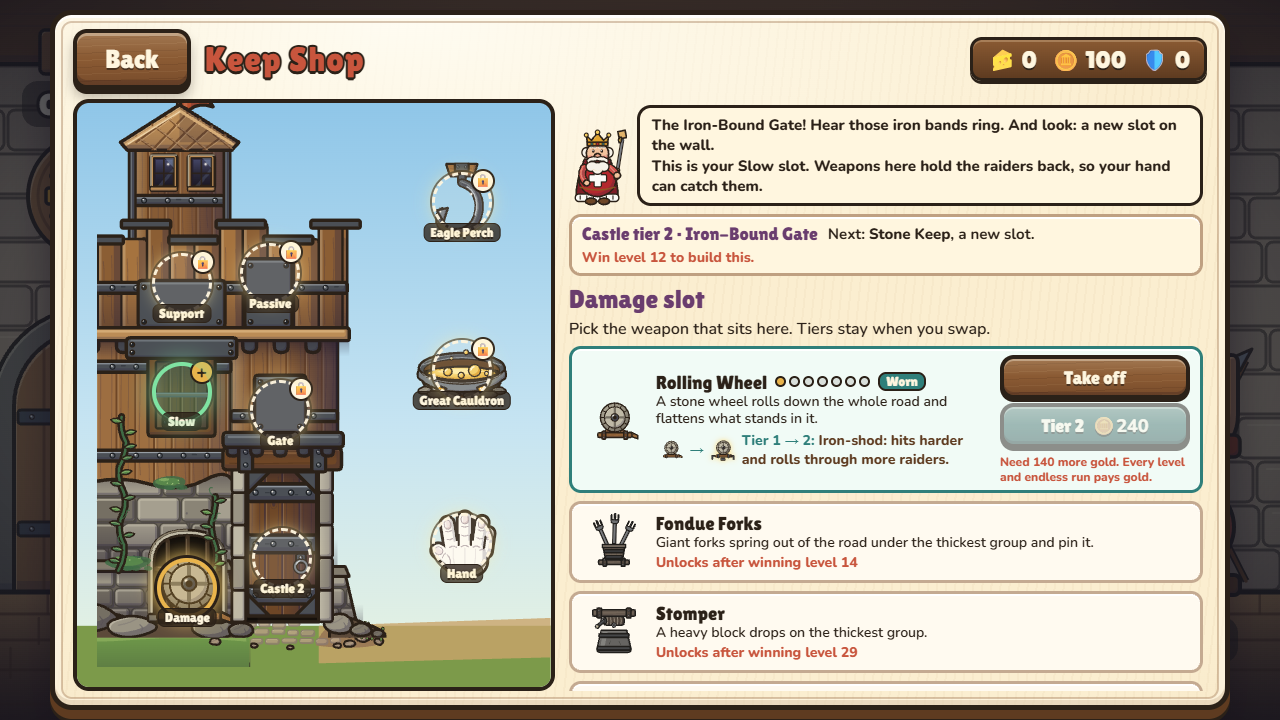 Back
Keep Shop
0
100
0
Eagle Perch
Support
Passive
Great Cauldron
Slow
Gate
Hand
Castle 2
Damage
The Iron-Bound Gate! Hear those iron bands ring. And look: a new slot on
the wall.
This is your Slow slot. Weapons here hold the raiders back, so your hand
can catch them.
Castle tier 2 · Iron-Bound Gate Next: Stone Keep, a new slot.
Win level 12 to build this.
Damage slot
Pick the weapon that sits here. Tiers stay when you swap.
Rolling Wheel Worn
A stone wheel rolls down the whole road and
flattens what stands in it.
Tier 1 → 2: Iron-shod: hits harder
and rolls through more raiders.
Take off
Tier 2 240
Need 140 more gold. Every level
and endless run pays gold.
Fondue Forks
Giant forks spring out of the road under the thickest group and pin it.
Unlocks after winning level 14
Stomper
A heavy block drops on the thickest group.
Unlocks after winning level 29